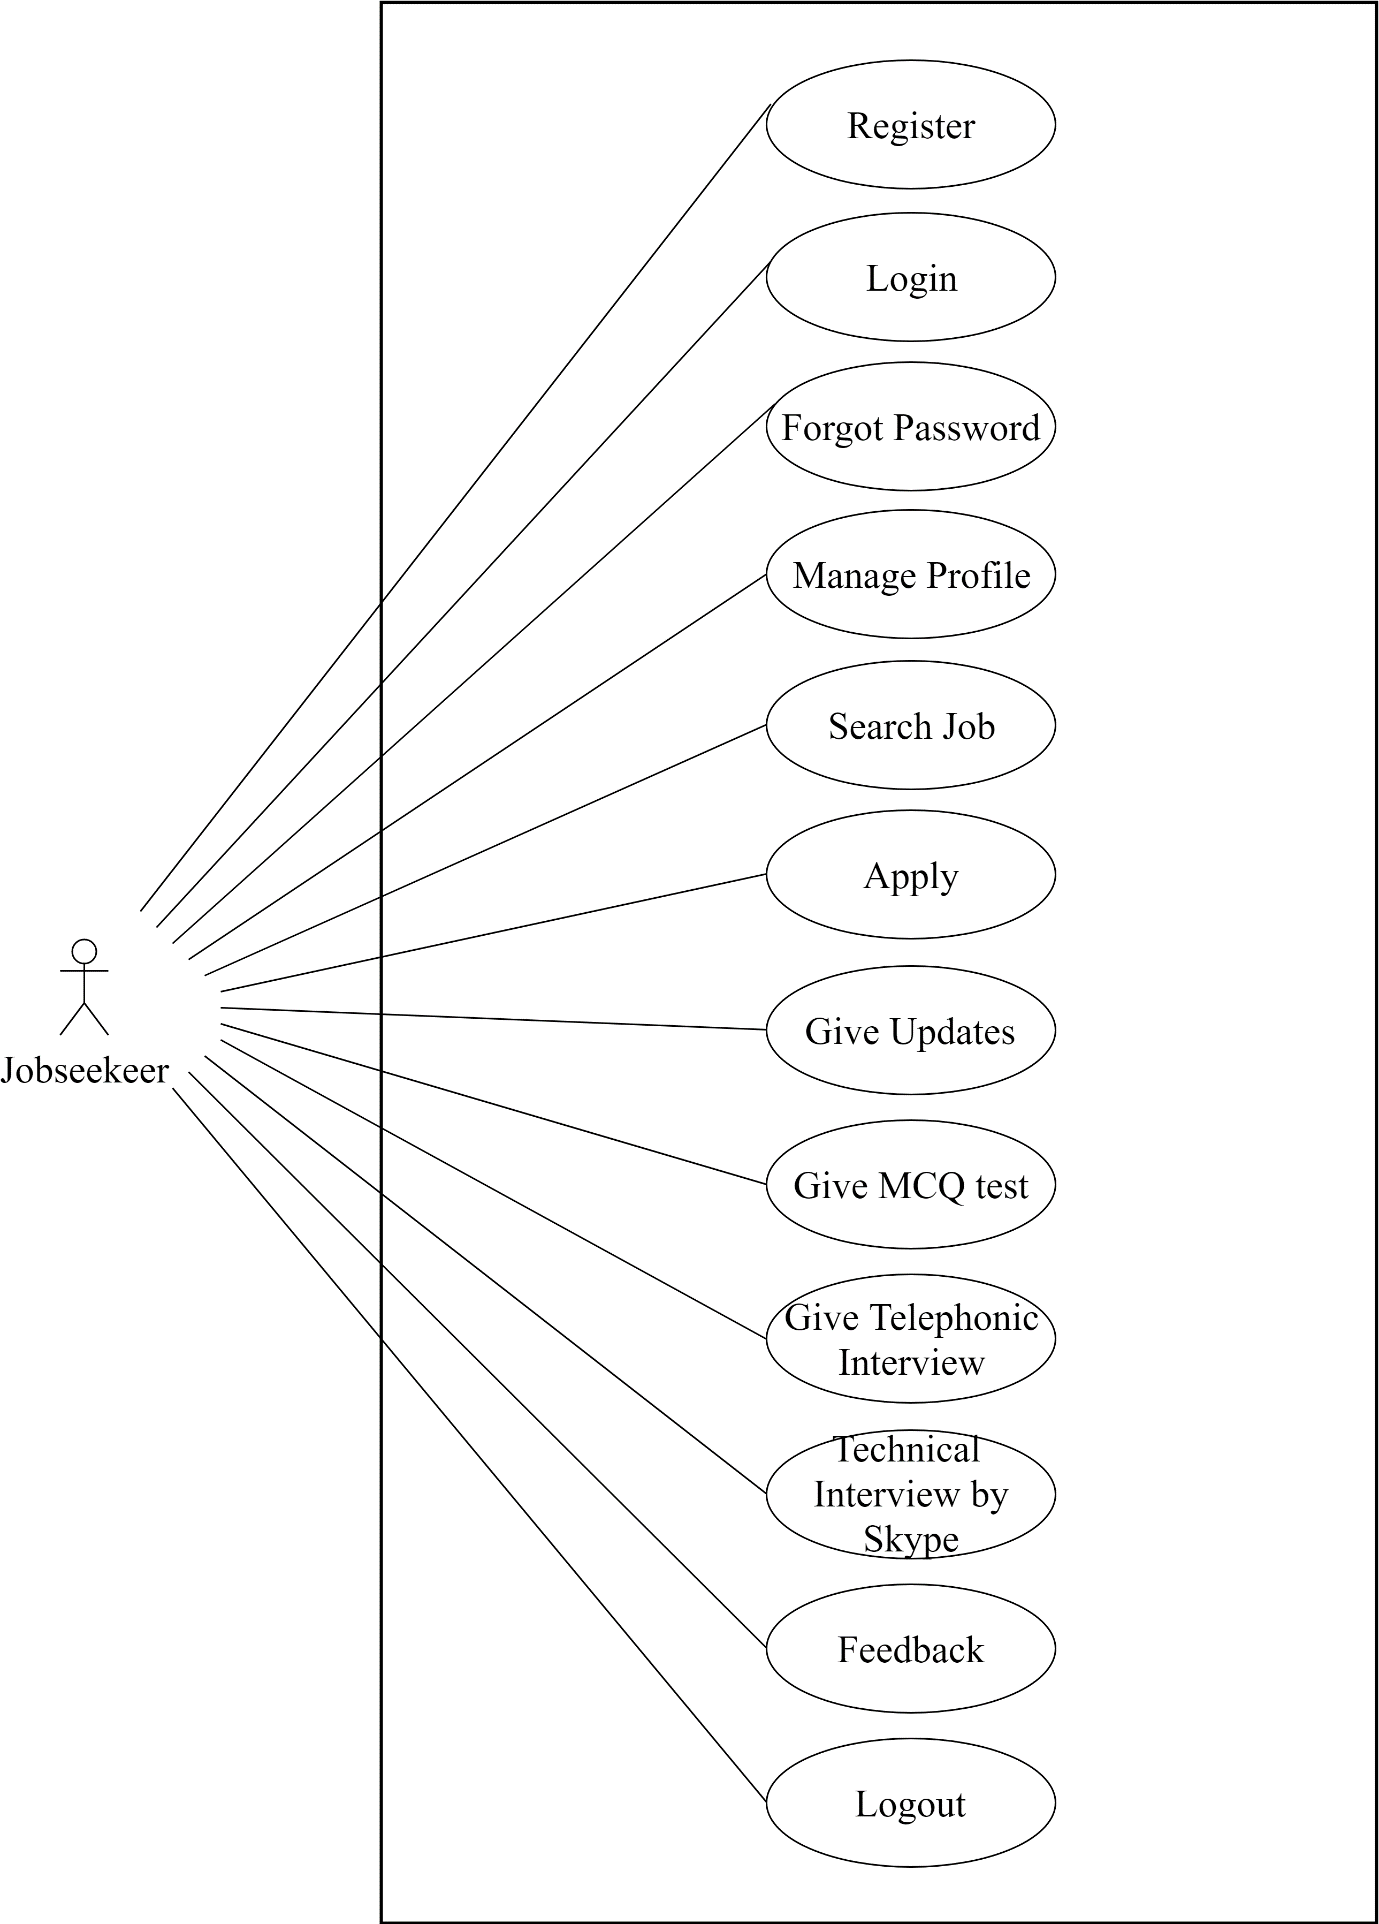 Register
Login
Forgot Password
Manage Profile
Search Job
Apply
Give Updates
Jobseekeer
Give MCQ test
Give Telephonic
Interview
Technical
Interview by
Skype
Feedback
Logout